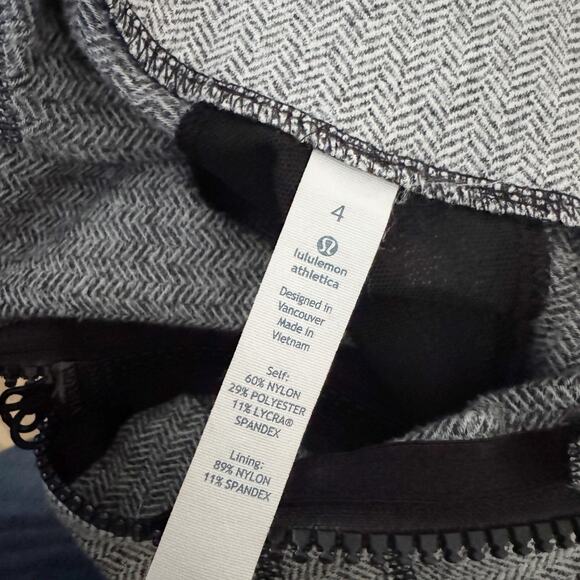 4
lululemon
athletica
Designed in
Vancouver
Made in
Vietnam
Self:
60% NYLON
29% POLYESTER
11% LYCRA®
SPANDEX
Lining:
89% NYLON
11% SPANDEX